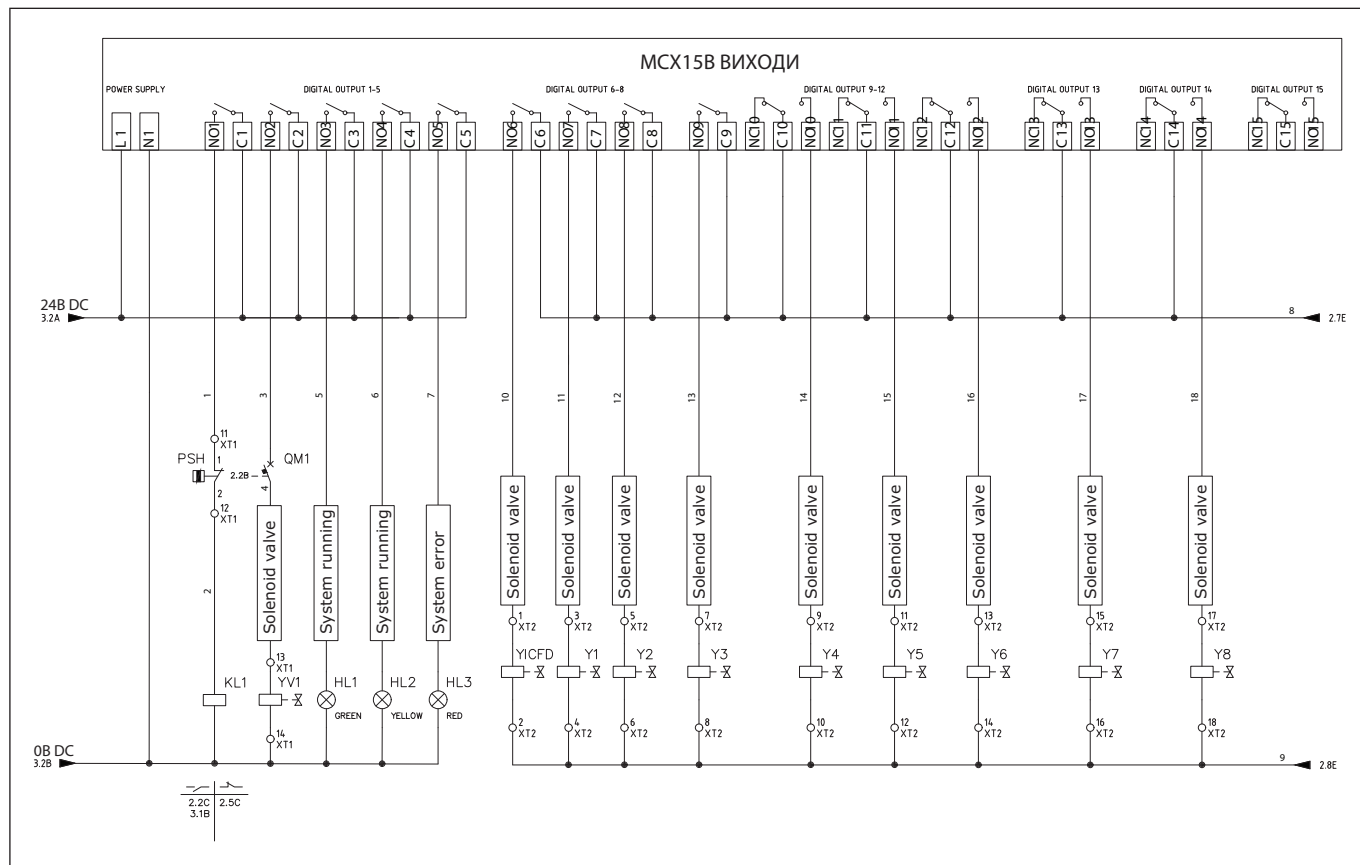 MCX15B ВИХОДИ
POWER SUPPLY
DIGITAL OUTPUT 1-5
DIGITAL OUTPUT 6-8
DIGITAL OUTPUT 9-12
DIGITAL OUTPUT 13
DIGITAL OUTPUT 14
DIGITAL OUTPUT 15
L1 N1 NO1 C1 NO2 C2 NO3 C3 NO4 C4 NO5 C5 NO6 C6 NO7 C7 NO8 C8 NO9 C9 NC10 C10 NO10 NC11 C11 NO11 NC12 C12 NO12 NC13 C13 NO13 NC14 C14 NO14 NC15 C15 NO15
24В DC
3.2A
8
2.7E
1 3 5 6 7 10 11 12 13 14 15 16 17 18
11
XT1
PSH
1
2
2.2B
QM1
4
12
XT1
2
Solenoid valve
System running
System running
System error
Solenoid valve
Solenoid valve
Solenoid valve
Solenoid valve
Solenoid valve
Solenoid valve
Solenoid valve
Solenoid valve
Solenoid valve
1 XT2
3 XT2
5 XT2
7 XT2
9 XT2
11 XT2
13 XT2
15 XT2
17 XT2
13 XT1
KL1 YV1 HL1 HL2 HL3 YICFD Y1 Y2 Y3 Y4 Y5 Y6 Y7 Y8
GREEN YELLOW RED
14 XT1
2 XT2
4 XT2
6 XT2
8 XT2
10 XT2
12 XT2
14 XT2
16 XT2
18 XT2
0В DC
3.2B
9
2.8E
2.2C 2.5C
3.1B